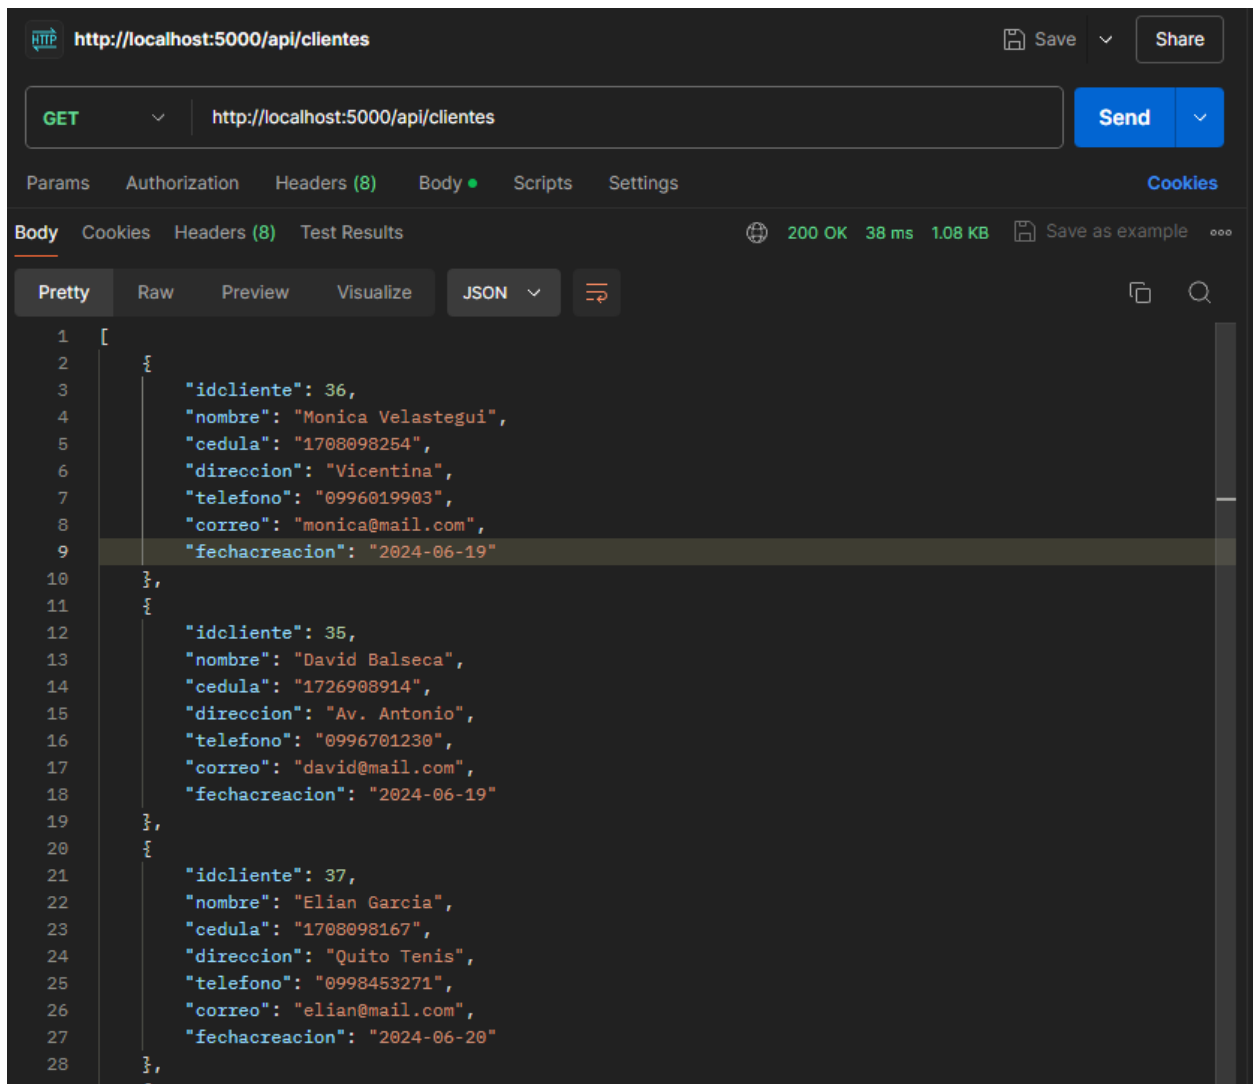 HTTP http://localhost:5000/api/clientes Save Share
GET http://localhost:5000/api/clientes Send
Params Authorization Headers (8) Body Scripts Settings Cookies
Body Cookies Headers (8) Test Results 200 OK 38 ms 1.08 KB Save as example
Pretty Raw Preview Visualize JSON
1 [
2 {
3 "idcliente": 36,
4 "nombre": "Monica Velastegui",
5 "cedula": "1708098254",
6 "direccion": "Vicentina",
7 "telefono": "0996019903",
8 "correo": "monica@mail.com",
9 "fechacreacion": "2024-06-19"
10 },
11 {
12 "idcliente": 35,
13 "nombre": "David Balseca",
14 "cedula": "1726908914",
15 "direccion": "Av. Antonio",
16 "telefono": "0996701230",
17 "correo": "david@mail.com",
18 "fechacreacion": "2024-06-19"
19 },
20 {
21 "idcliente": 37,
22 "nombre": "Elian Garcia",
23 "cedula": "1708098167",
24 "direccion": "Quito Tenis",
25 "telefono": "0998453271",
26 "correo": "elian@mail.com",
27 "fechacreacion": "2024-06-20"
28 },